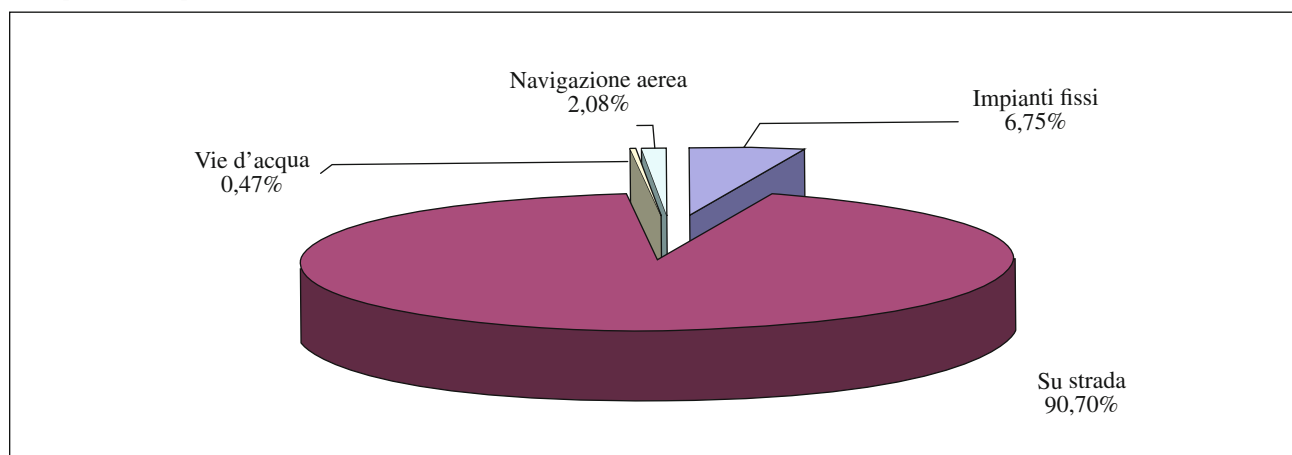 Navigazione aerea
2,08%
Impianti fissi
6,75%
Vie d’acqua
0,47%
Su strada
90,70%